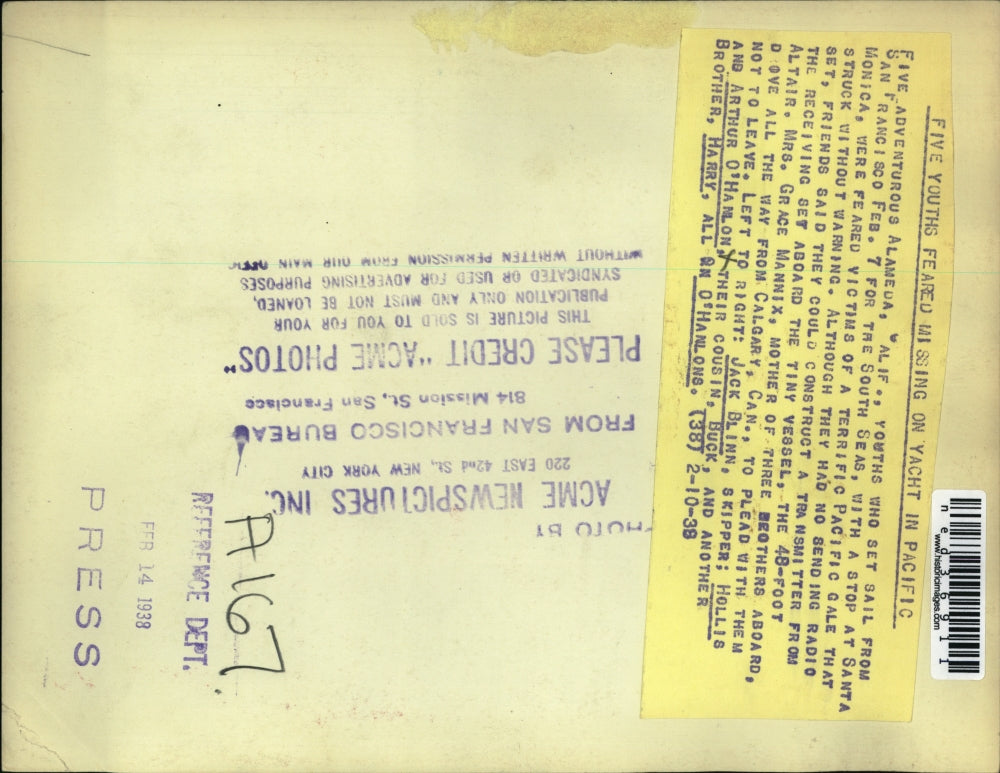 FIVE YOUTHS FEARED MISSING ON YACHT IN PACIFIC
FIVE ADVENTUROUS ALAMEDA, CALIF., YOUTHS WHO SET SAIL FROM
SAN FRANCISCO FEB. 7 FOR THE SOUTH SEAS, WITH A STOP AT SANTA
MONICA, WERE FEARED VICTIMS OF A TERRIFIC PACIFIC GALE THAT
STRUCK WITHOUT WARNING. ALTHOUGH THEY HAD NO SENDING RADIO
SET, FRIENDS SAID THEY COULD CONSTRUCT A TRANSMITTER FROM
THE RECEIVING SET ABOARD THE TINY VESSEL, THE 48-FOOT
ALTAIR. MRS. GRACE MANNIX, MOTHER OF THREE BROTHERS ABOARD,
DROVE ALL THE WAY FROM CALGARY, CAN., TO PLEAD WITH THEM
NOT TO LEAVE. LEFT TO RIGHT: JACK BLINN, SKIPPER; HOLLIS
AND ARTHUR O'HANLON, THEIR COUSIN, BUCK, AND ANOTHER
BROTHER, HARRY, ALL O'HANLONS. (38) 2-10-38
ned36911
www.historicimages.com
PHOTO BY
ACME NEWSPICTURES INC.
220 EAST 42nd St., NEW YORK CITY
FROM SAN FRANCISCO BUREAU
814 Mission St., San Francisco
PLEASE CREDIT "ACME PHOTOS"
THIS PICTURE IS SOLD TO YOU FOR YOUR
PUBLICATION ONLY AND MUST NOT BE LOANED,
SYNDICATED OR USED FOR ADVERTISING PURPOSES
WITHOUT WRITTEN PERMISSION FROM OUR MAIN OFFIC
A167
REFERENCE DEPT.
FEB 14 1938
PRESS